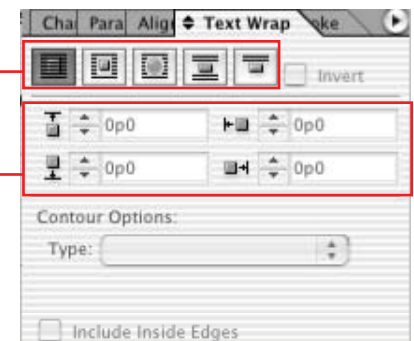 Cha Para Alig Text Wrap oke
Invert
0p0 0p0
0p0 0p0
Contour Options:
Type:
Include Inside Edges